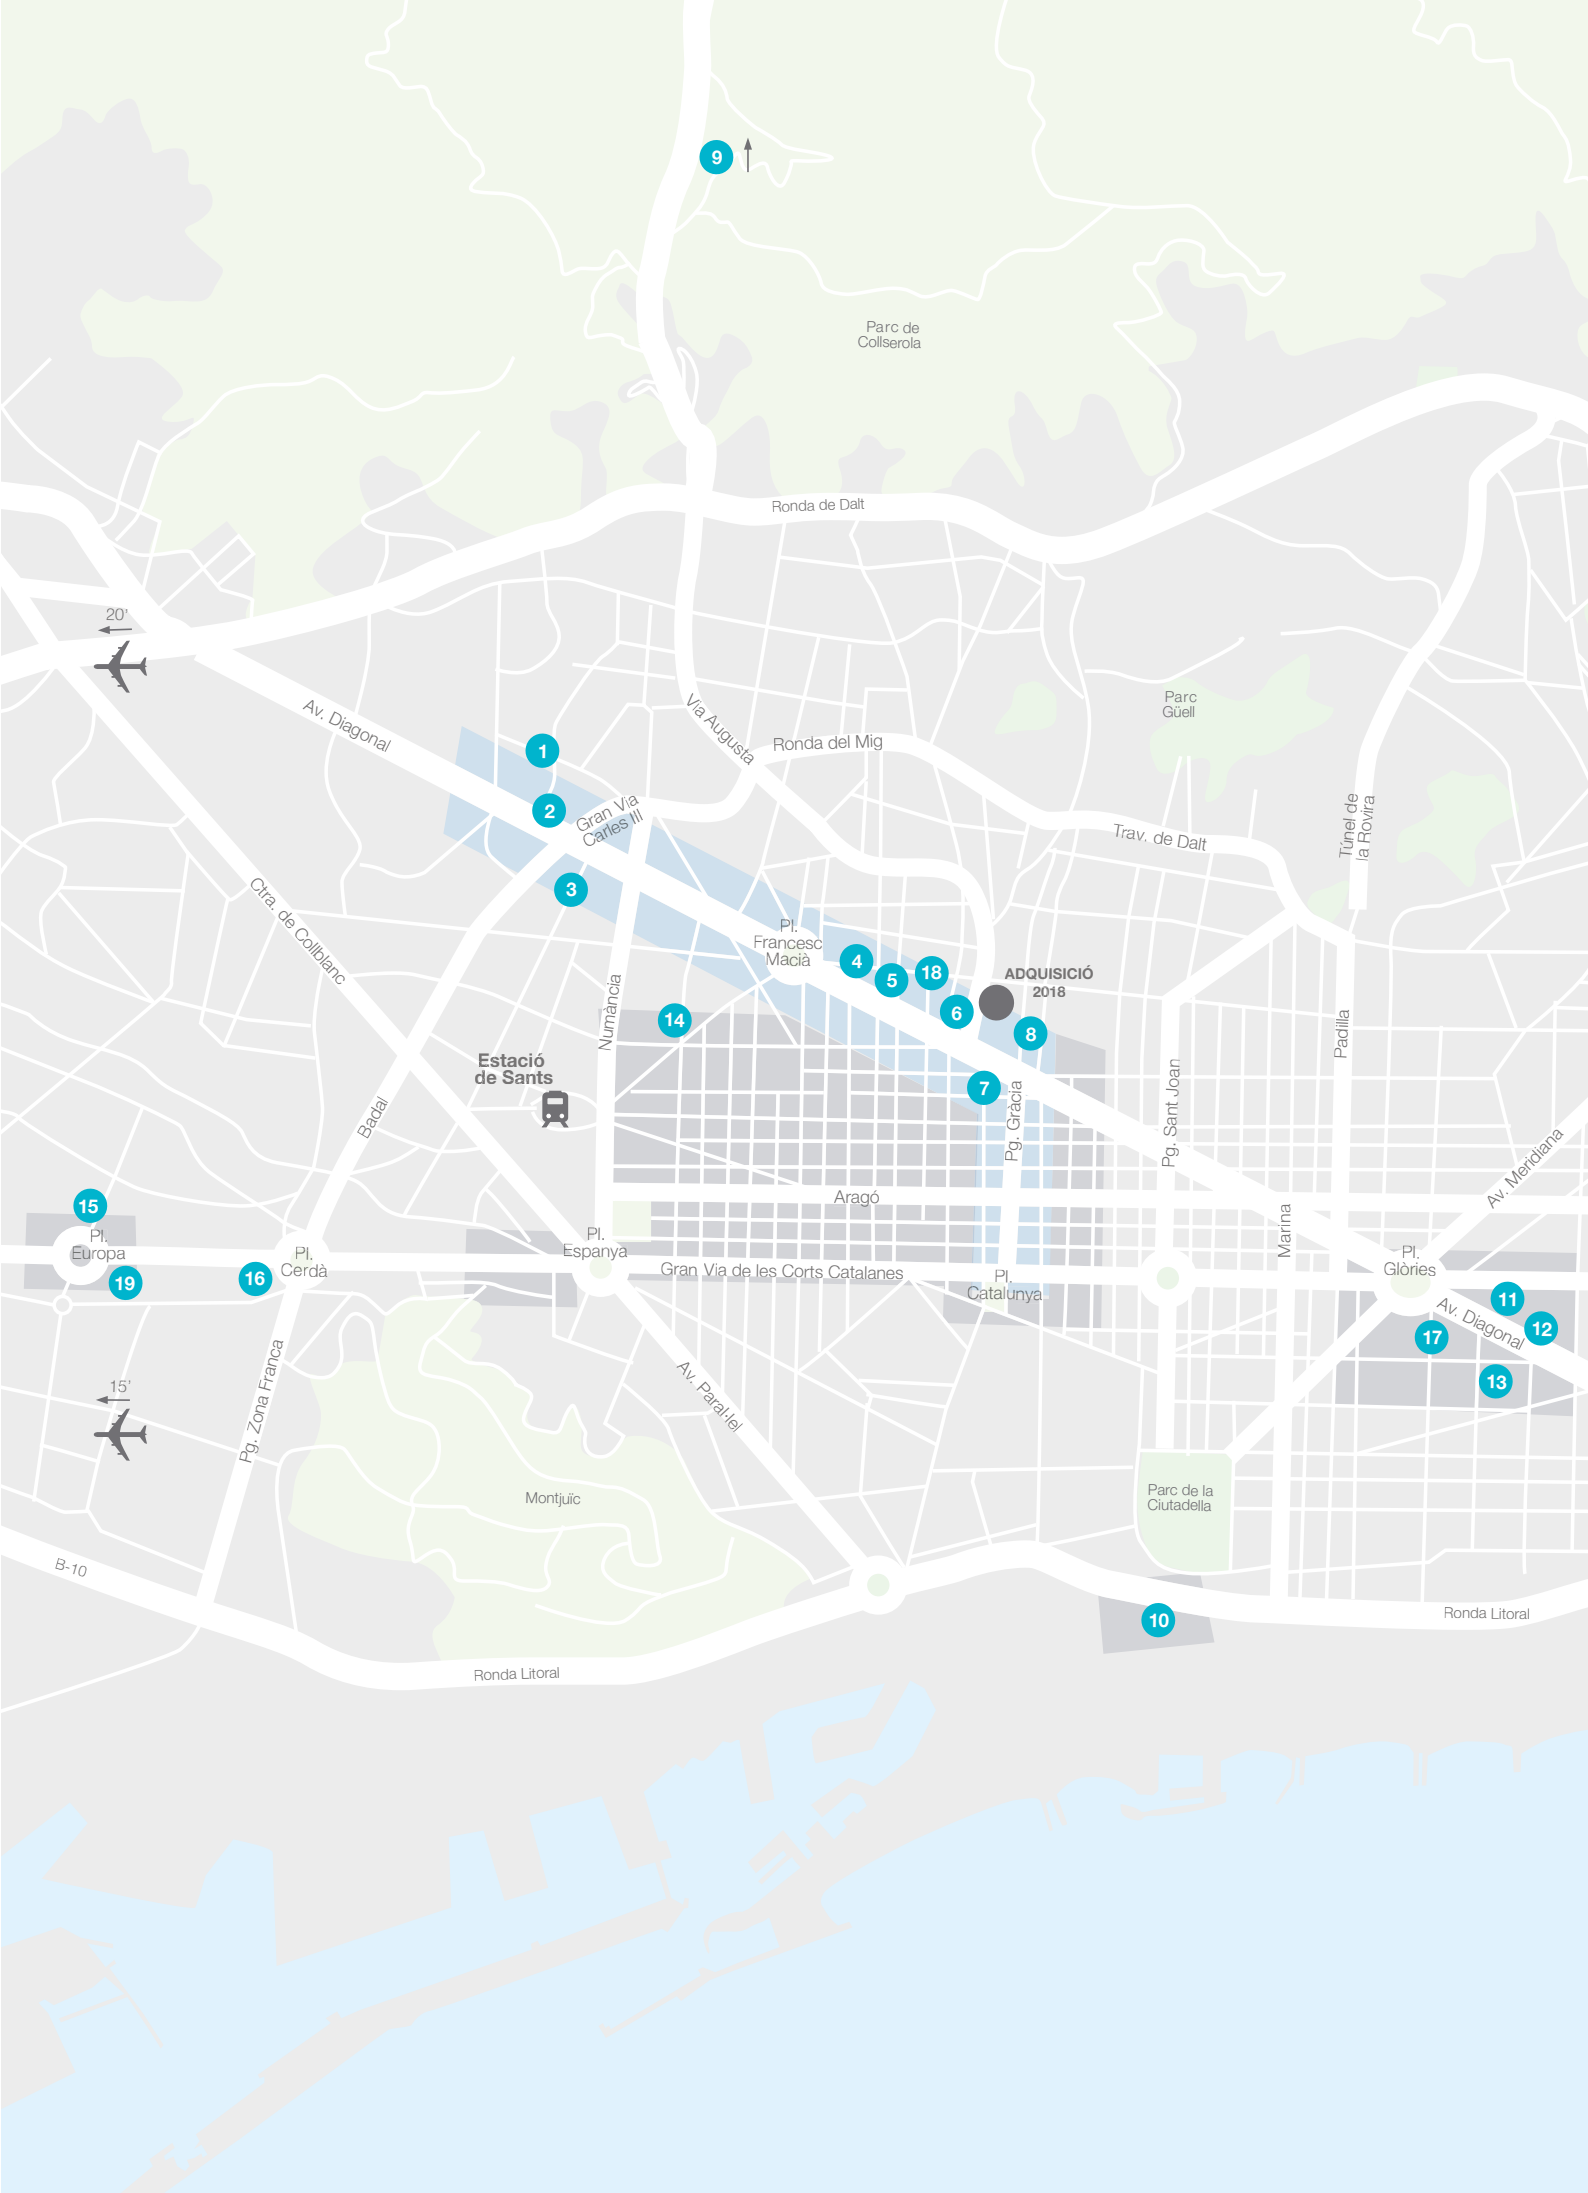 9
Parc de
Collserola
Ronda de Dalt
20'
Av. Diagonal
Via Augusta
Parc
Güell
1
Ronda del Mig
2
Gran Via
Carles III
Trav. de Dalt
Túnel de
la Rovira
3
Ctra. de Collblanc
Pl.
Francesc
Macià
4
5
18
6
ADQUISICIÓ
2018
8
14
Numància
Padilla
Estació
de Sants
7
Pg. Gràcia
Pg. Sant Joan
Badal
Av. Meridiana
Aragó
15
Pl.
Europa
19
16
Pl.
Cerdà
Pl.
Espanya
Gran Via de les Corts Catalanes
Pl.
Catalunya
Marina
Pl.
Glòries
11
Av. Diagonal
12
17
13
15'
Pg. Zona Franca
Av. Paral·lel
Montjuïc
Parc de la
Ciutadella
B-10
10
Ronda Litoral
Ronda Litoral